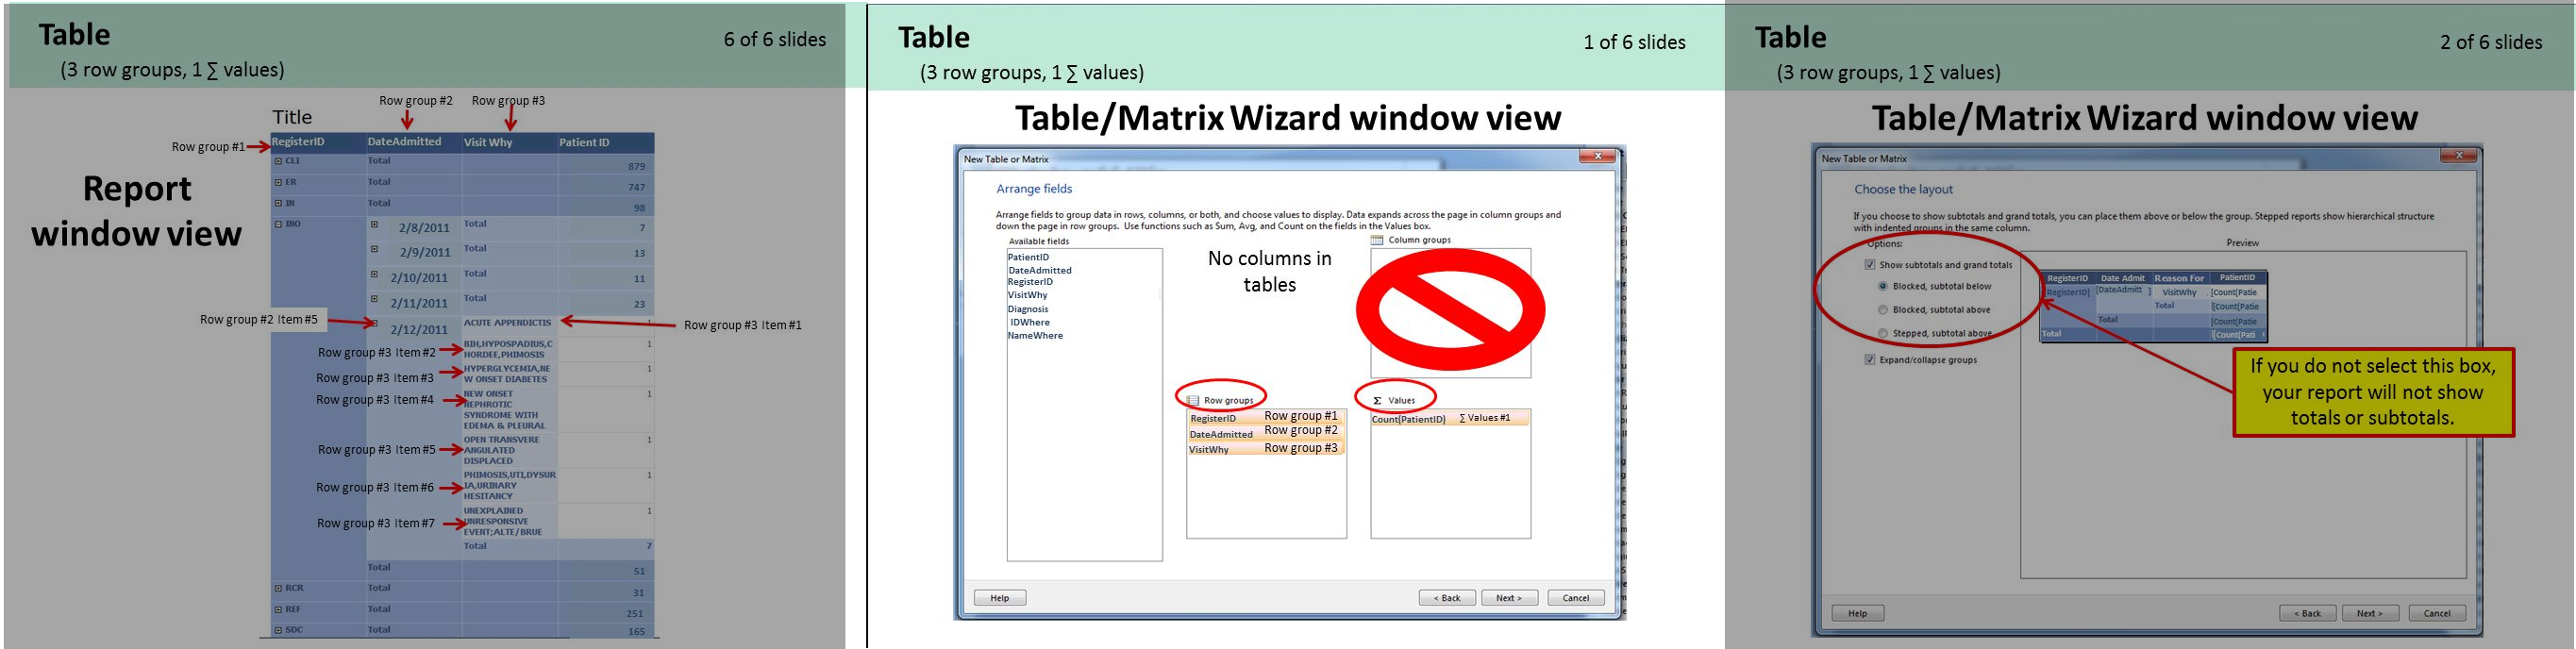 Table
6 of 6 slides
(3 row groups, 1 ∑ values)
Row group #2
Row group #3
Title
Row group #1
RegisterID DateAdmitted Visit Why Patient ID
CLI Total 879
ER Total 747
IN Total 98
Report
window view
INO 2/8/2011 Total 7
2/9/2011 Total 13
2/10/2011 Total 11
2/11/2011 Total 23
Row group #2 Item #5
2/12/2011 ACUTE APPENDICTIS 1
Row group #3 Item #1
Row group #3 Item #2
BIH,HYPOSPADIUS,C 1
HORDEE,PHIMOSIS
Row group #3 Item #3
HYPERGLYCEMIA,NE 1
W ONSET DIABETES
Row group #3 Item #4
NEW ONSET 1
NEPHROTIC
SYNDROME WITH
EDEMA & PLEURAL
Row group #3 Item #5
OPEN TRANSVERE 1
ANGULATED
DISPLACED
Row group #3 Item #6
PHIMOSIS,UTI,DYSUR 1
IA,URINARY
HESITANCY
Row group #3 Item #7
UNEXPLAINED 1
UNRESPONSIVE
EVENT;ALTE/BRUE
Total 7
Total 51
RCR Total 31
REF Total 251
SDC Total 165
Table
1 of 6 slides
(3 row groups, 1 ∑ values)
Table/Matrix Wizard window view
New Table or Matrix
Arrange fields
Arrange fields to group data in rows, columns, or both, and choose values to display. Data expands across the page in column groups and
down the page in row groups. Use functions such as Sum, Avg, and Count on the fields in the Values box.
Available fields
Column groups
PatientID
DateAdmitted
RegisterID
VisitWhy
Diagnosis
IDWhere
NameWhere
No columns in
tables
Row groups
Σ Values
RegisterID Row group #1
DateAdmitted Row group #2
VisitWhy Row group #3
Count(PatientID) ∑ Values #1
Help
< Back
Next >
Cancel
Table
2 of 6 slides
(3 row groups, 1 ∑ values)
Table/Matrix Wizard window view
New Table or Matrix
Choose the layout
If you choose to show subtotals and grand totals, you can place them above or below the group. Stepped reports show hierarchical structure
with indented groups in the same column.
Options:
Preview
Show subtotals and grand totals
Blocked, subtotal below
Blocked, subtotal above
Stepped, subtotal above
Expand/collapse groups
RegisterID Date Admit Reason For PatientID
[RegisterID] [DateAdmitt ] VisitWhy [Count(Patie
Total [Count(Patie
Total [Count(Patie
Total [Count(Pati
If you do not select this box,
your report will not show
totals or subtotals.
Help
< Back
Next >
Cancel